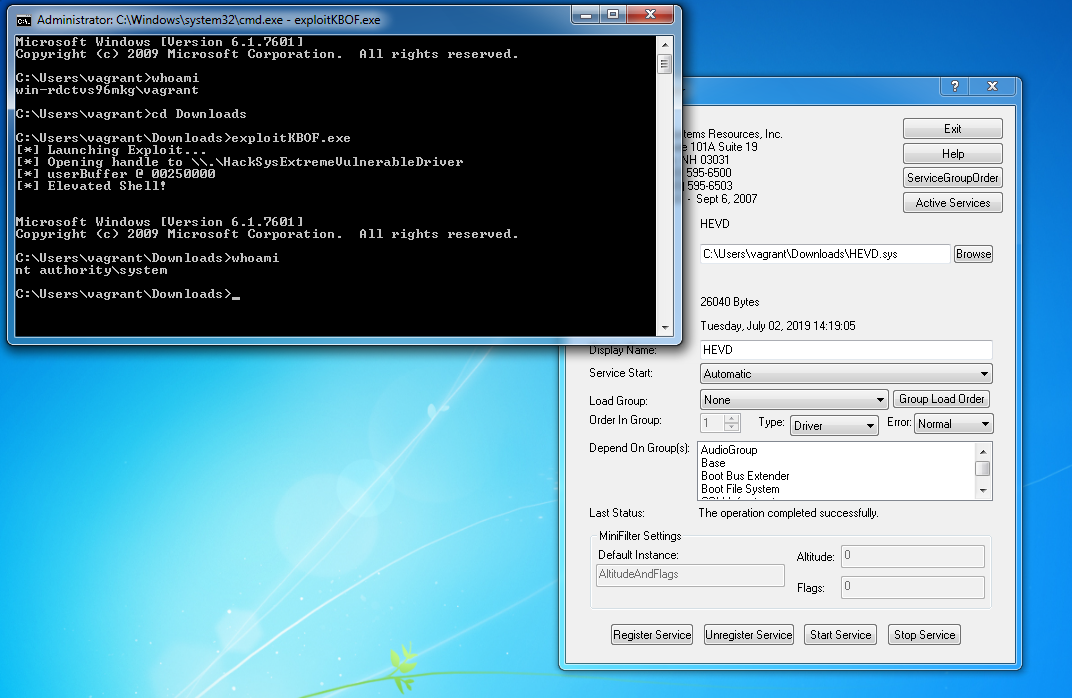 Administrator: C:\Windows\system32\cmd.exe - exploitKBOF.exe
Microsoft Windows [Version 6.1.7601]
Copyright (c) 2009 Microsoft Corporation.  All rights reserved.
C:\Users\vagrant>whoami
win-rdctvs96mkg\vagrant
C:\Users\vagrant>cd Downloads
C:\Users\vagrant\Downloads>exploitKBOF.exe
[*] Launching Exploit...
[*] Opening handle to \\.\HackSysExtremeVulnerableDriver
[*] userBuffer @ 00250000
[*] Elevated Shell!
Microsoft Windows [Version 6.1.7601]
Copyright (c) 2009 Microsoft Corporation.  All rights reserved.
C:\Users\vagrant\Downloads>whoami
nt authority\system
C:\Users\vagrant\Downloads>_
Resources, Inc.
101A Suite 19
03031
595-6500
595-6503
- Sept 6, 2007
Exit
Help
ServiceGroupOrder
Active Services
HEVD
C:\Users\vagrant\Downloads\HEVD.sys
Browse
26040 Bytes
Tuesday, July 02, 2019 14:19:05
Display Name: HEVD
Service Start: Automatic
Load Group: None Group Load Order
Order In Group: 1 Type: Driver Error: Normal
Depend On Group(s): AudioGroup
Base
Boot Bus Extender
Boot File System
Last Status: The operation completed successfully.
MiniFilter Settings
Default Instance:
AltitudeAndFlags
Altitude: 0
Flags: 0
Register Service Unregister Service Start Service Stop Service